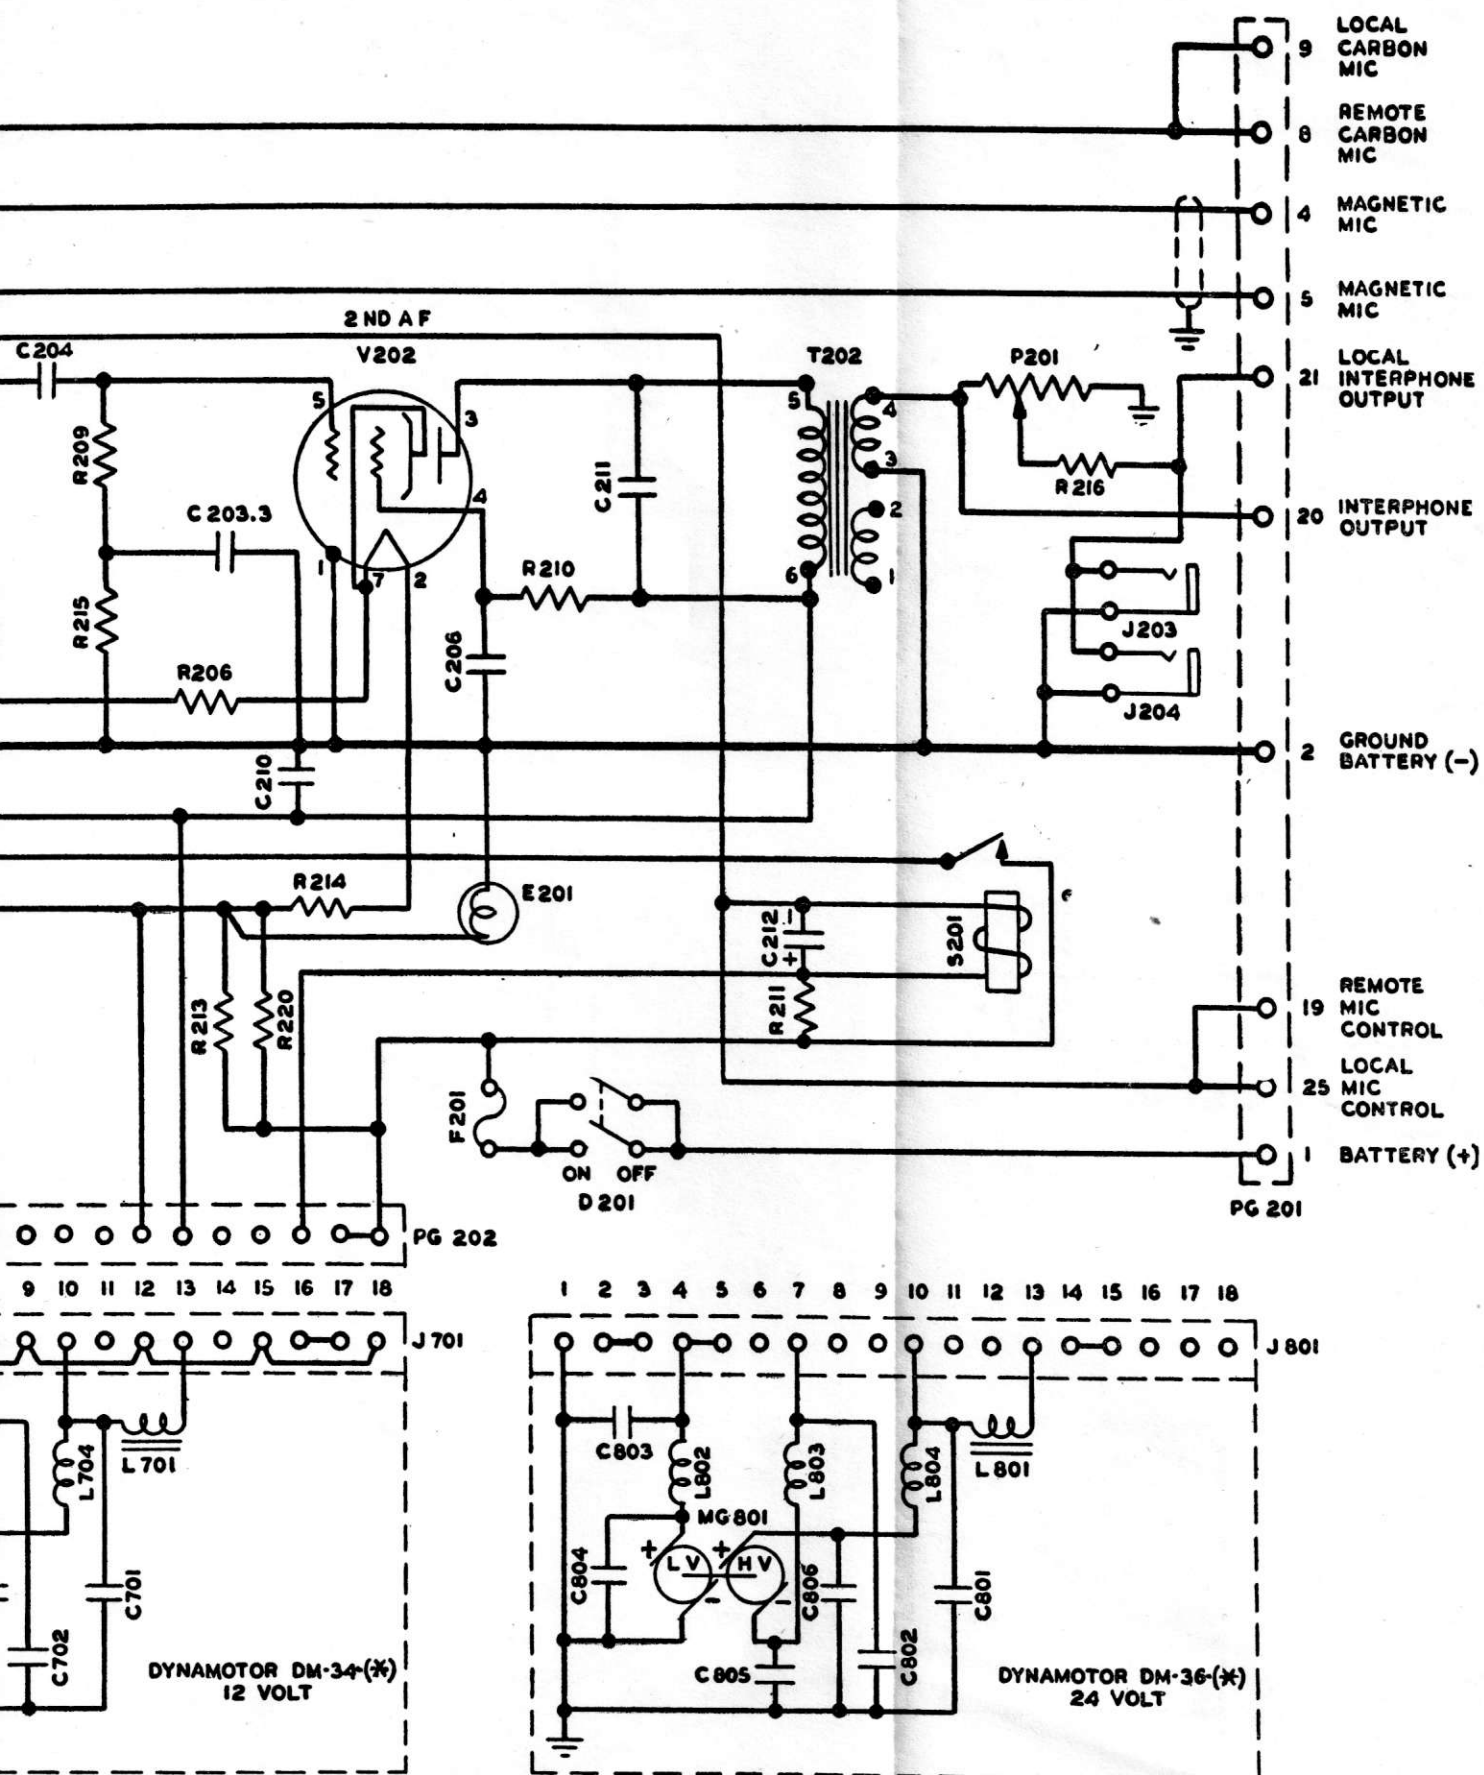 LOCAL
9 CARBON
MIC
REMOTE
8 CARBON
MIC
4 MAGNETIC
MIC
5 MAGNETIC
MIC
2 ND A F
V202
C204
T202
P201
LOCAL
21 INTERPHONE
OUTPUT
5
3
5
4
R209
3
4
C211
R216
2
20 INTERPHONE
OUTPUT
C 203.3
1
7
2
R210
6
1
R215
J203
C206
R206
J204
2 GROUND
BATTERY (-)
C210
R214
E201
C212
-
+
S201
R213
R220
R211
REMOTE
19 MIC
CONTROL
LOCAL
25 MIC
CONTROL
F201
ON OFF
D201
1 BATTERY (+)
PG 201
PG 202
9 10 11 12 13 14 15 16 17 18
1 2 3 4 5 6 7 8 9 10 11 12 13 14 15 16 17 18
J701
J801
L704
L701
C803
L802
L803
L804
L801
MG801
+ LV -
+ HV -
C804
C806
C801
C701
C702
C805
C802
DYNAMOTOR DM-34-(*)
12 VOLT
DYNAMOTOR DM-36-(*)
24 VOLT